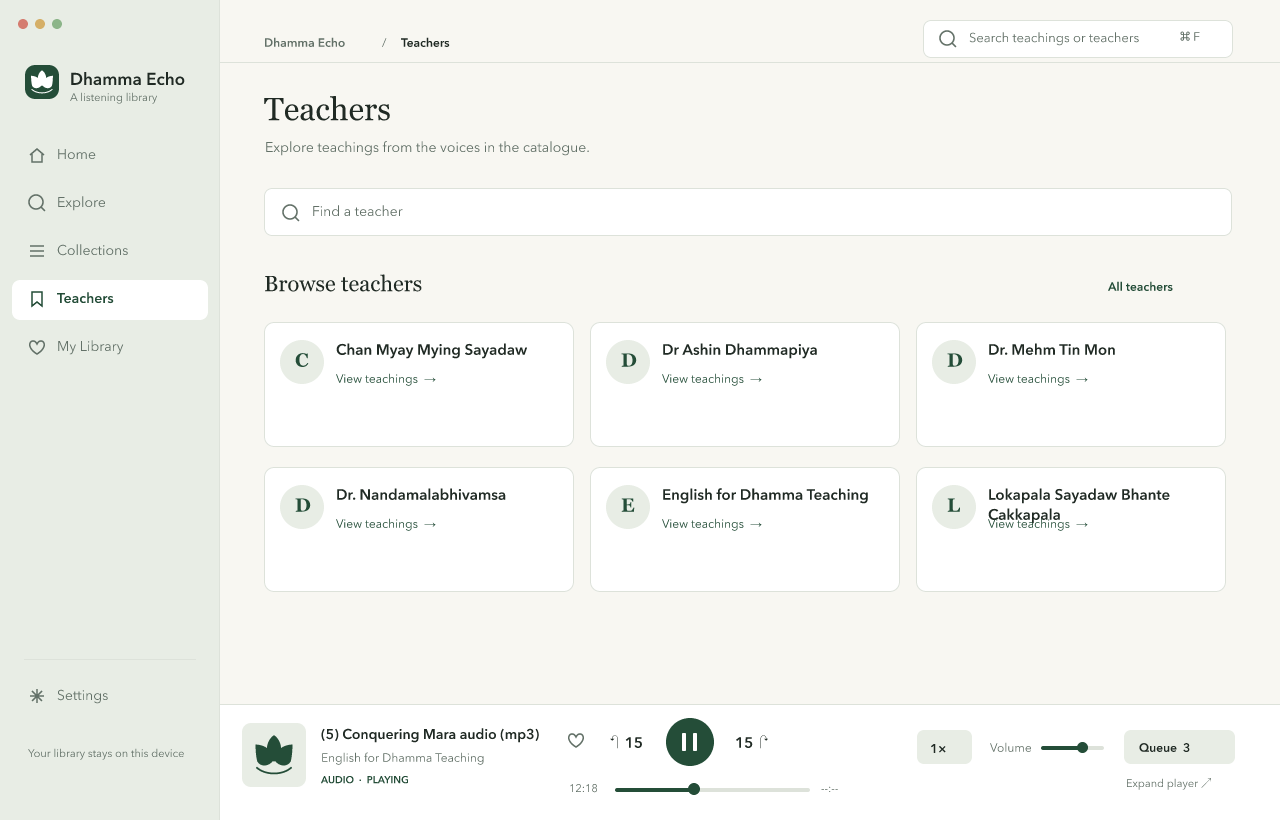 Dhamma Echo
A listening library
Home
Explore
Collections
Teachers
My Library
Settings
Your library stays on this device
Dhamma Echo / Teachers
Search teachings or teachers ⌘ F
Teachers
Explore teachings from the voices in the catalogue.
Find a teacher
Browse teachers
All teachers
C
Chan Myay Mying Sayadaw
View teachings →
D
Dr Ashin Dhammapiya
View teachings →
D
Dr. Mehm Tin Mon
View teachings →
D
Dr. Nandamalabhivamsa
View teachings →
E
English for Dhamma Teaching
View teachings →
L
Lokapala Sayadaw Bhante
Cakkapala
View teachings →
(5) Conquering Mara audio (mp3)
English for Dhamma Teaching
AUDIO · PLAYING
15
15
12:18
--:--
1×
Volume
Queue 3
Expand player ↗